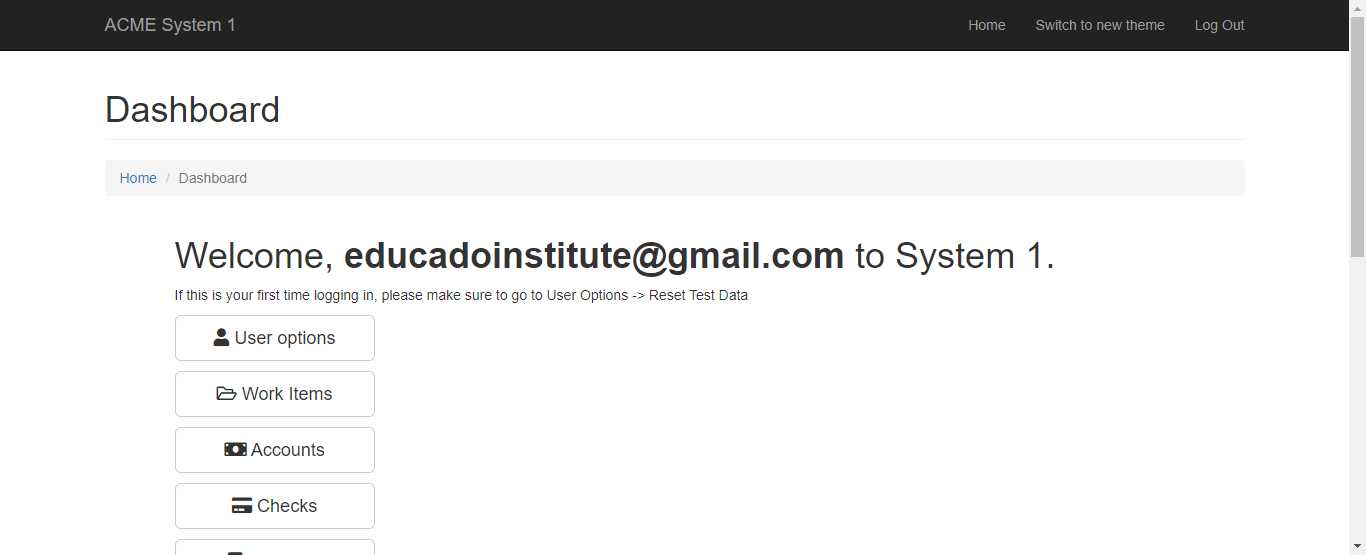 ACME System 1 Home Switch to new theme Log Out
Dashboard
Home / Dashboard
Welcome, educadoinstitute@gmail.com to System 1.
If this is your first time logging in, please make sure to go to User Options -> Reset Test Data
User options
Work Items
Accounts
Checks